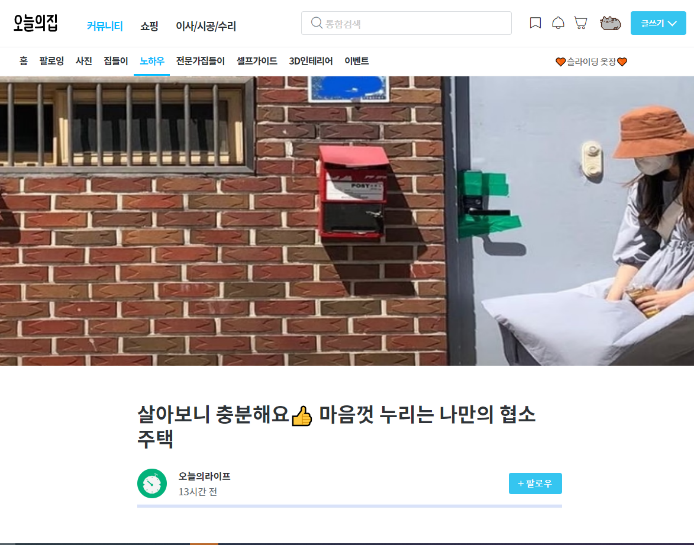 오늘의집 커뮤니티 쇼핑 이사/시공/수리 통합검색 글쓰기
홈 팔로잉 사진 집들이 노하우 전문가집들이 셀프가이드 3D인테리어 이벤트 🧡슬라이딩 옷장🧡
POST
살아보니 충분해요👍 마음껏 누리는 나만의 협소
주택
오늘의라이프
13시간 전
+ 팔로우